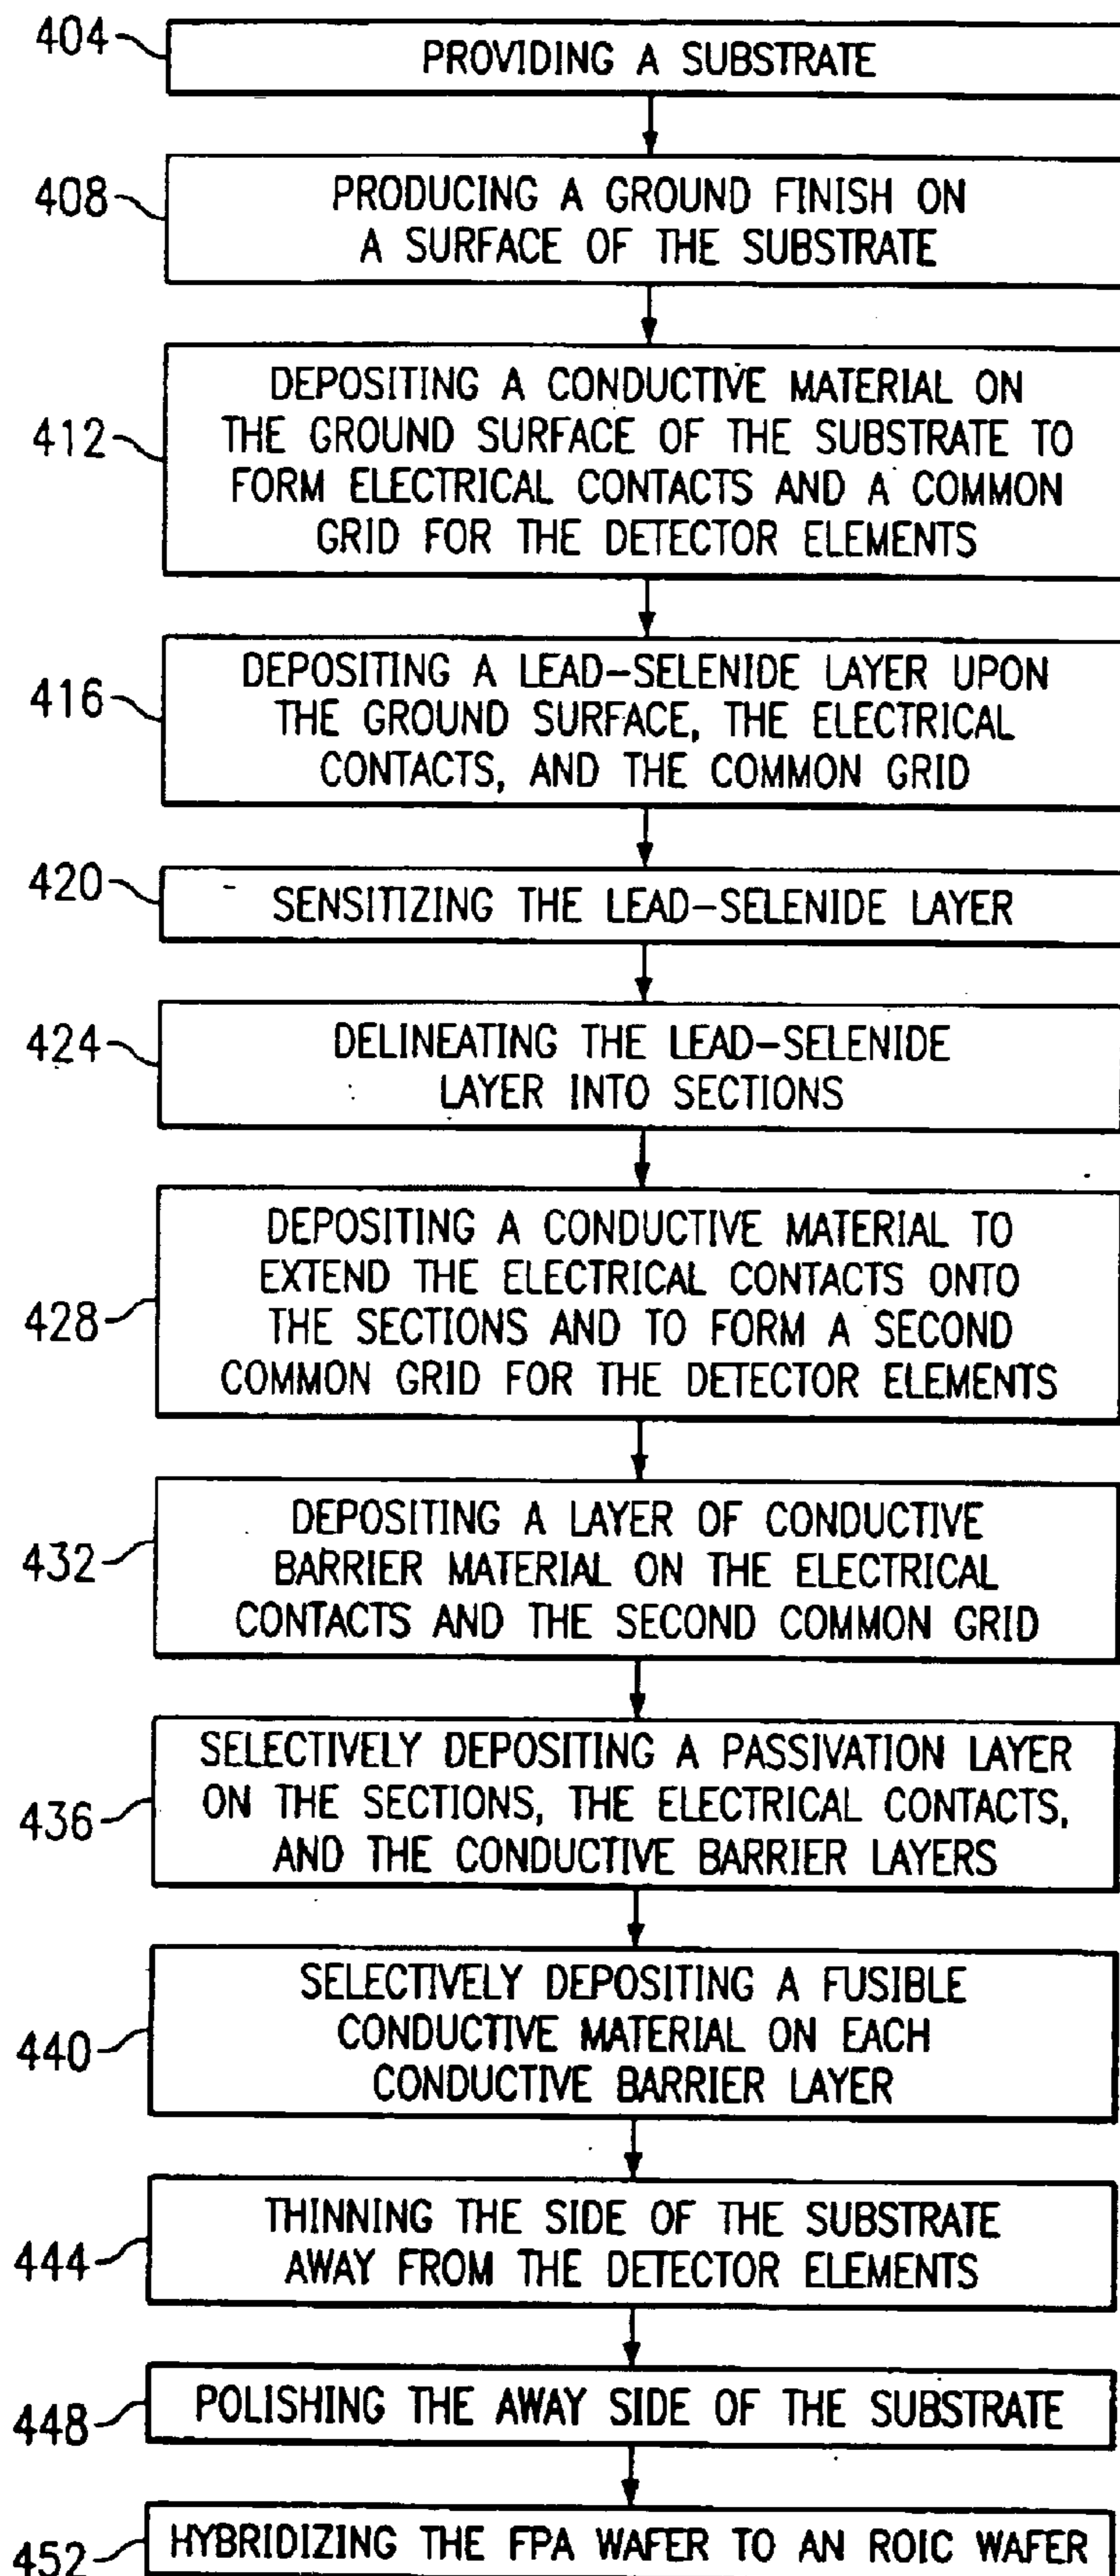 404
PROVIDING A SUBSTRATE
408
PRODUCING A GROUND FINISH ON
A SURFACE OF THE SUBSTRATE
412
DEPOSITING A CONDUCTIVE MATERIAL ON
THE GROUND SURFACE OF THE SUBSTRATE TO
FORM ELECTRICAL CONTACTS AND A COMMON
GRID FOR THE DETECTOR ELEMENTS
416
DEPOSITING A LEAD-SELENIDE LAYER UPON
THE GROUND SURFACE, THE ELECTRICAL
CONTACTS, AND THE COMMON GRID
420
SENSITIZING THE LEAD-SELENIDE LAYER
424
DELINEATING THE LEAD-SELENIDE
LAYER INTO SECTIONS
428
DEPOSITING A CONDUCTIVE MATERIAL TO
EXTEND THE ELECTRICAL CONTACTS ONTO
THE SECTIONS AND TO FORM A SECOND
COMMON GRID FOR THE DETECTOR ELEMENTS
432
DEPOSITING A LAYER OF CONDUCTIVE
BARRIER MATERIAL ON THE ELECTRICAL
CONTACTS AND THE SECOND COMMON GRID
436
SELECTIVELY DEPOSITING A PASSIVATION LAYER
ON THE SECTIONS, THE ELECTRICAL CONTACTS,
AND THE CONDUCTIVE BARRIER LAYERS
440
SELECTIVELY DEPOSITING A FUSIBLE
CONDUCTIVE MATERIAL ON EACH
CONDUCTIVE BARRIER LAYER
444
THINNING THE SIDE OF THE SUBSTRATE
AWAY FROM THE DETECTOR ELEMENTS
448
POLISHING THE AWAY SIDE OF THE SUBSTRATE
452
HYBRIDIZING THE FPA WAFER TO AN ROIC WAFER